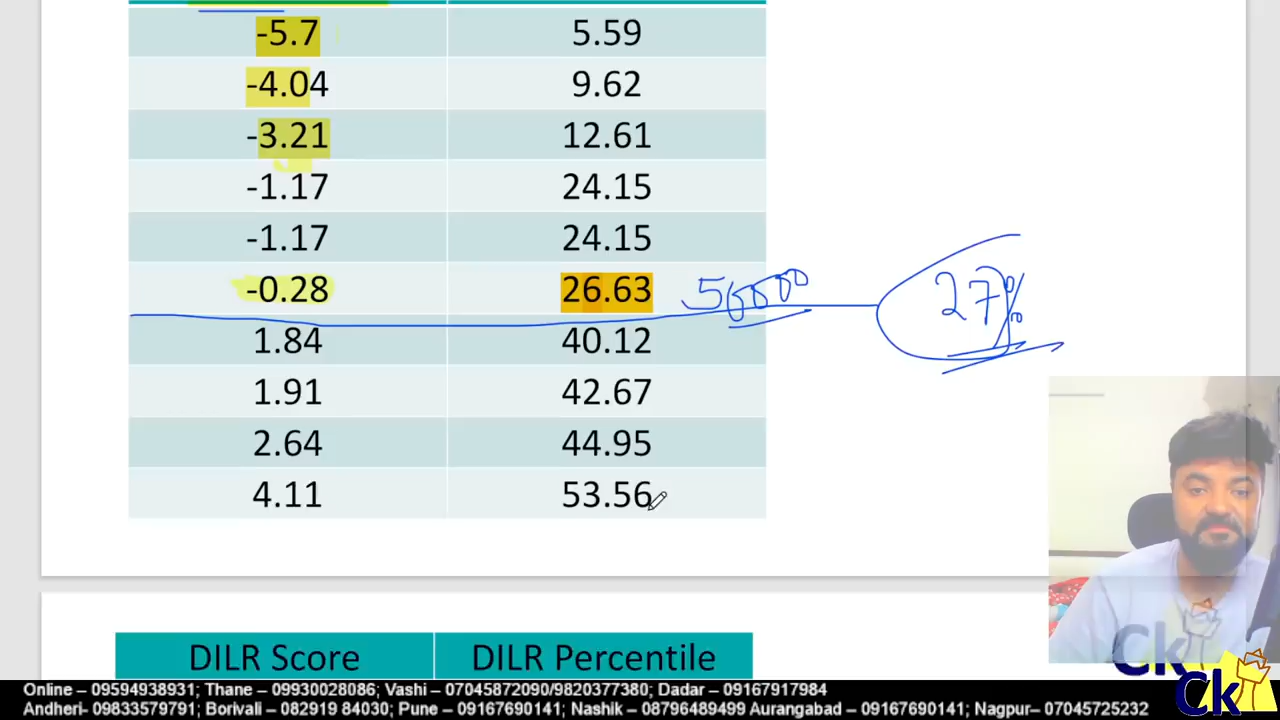 -5.7 5.59
-4.04 9.62
-3.21 12.61
-1.17 24.15
-1.17 24.15
-0.28 26.63 27%
1.84 40.12
1.91 42.67
2.64 44.95
4.11 53.56
DILR Score DILR Percentile
Ck
Ck
Online – 09594938931; Thane – 09930028086; Vashi – 07045872090/9820377380; Dadar – 09167917984
Andheri- 09833579791; Borivali – 082919 84030; Pune – 09167690141; Nashik – 08796489499 Aurangabad – 09167690141; Nagpur– 07045725232